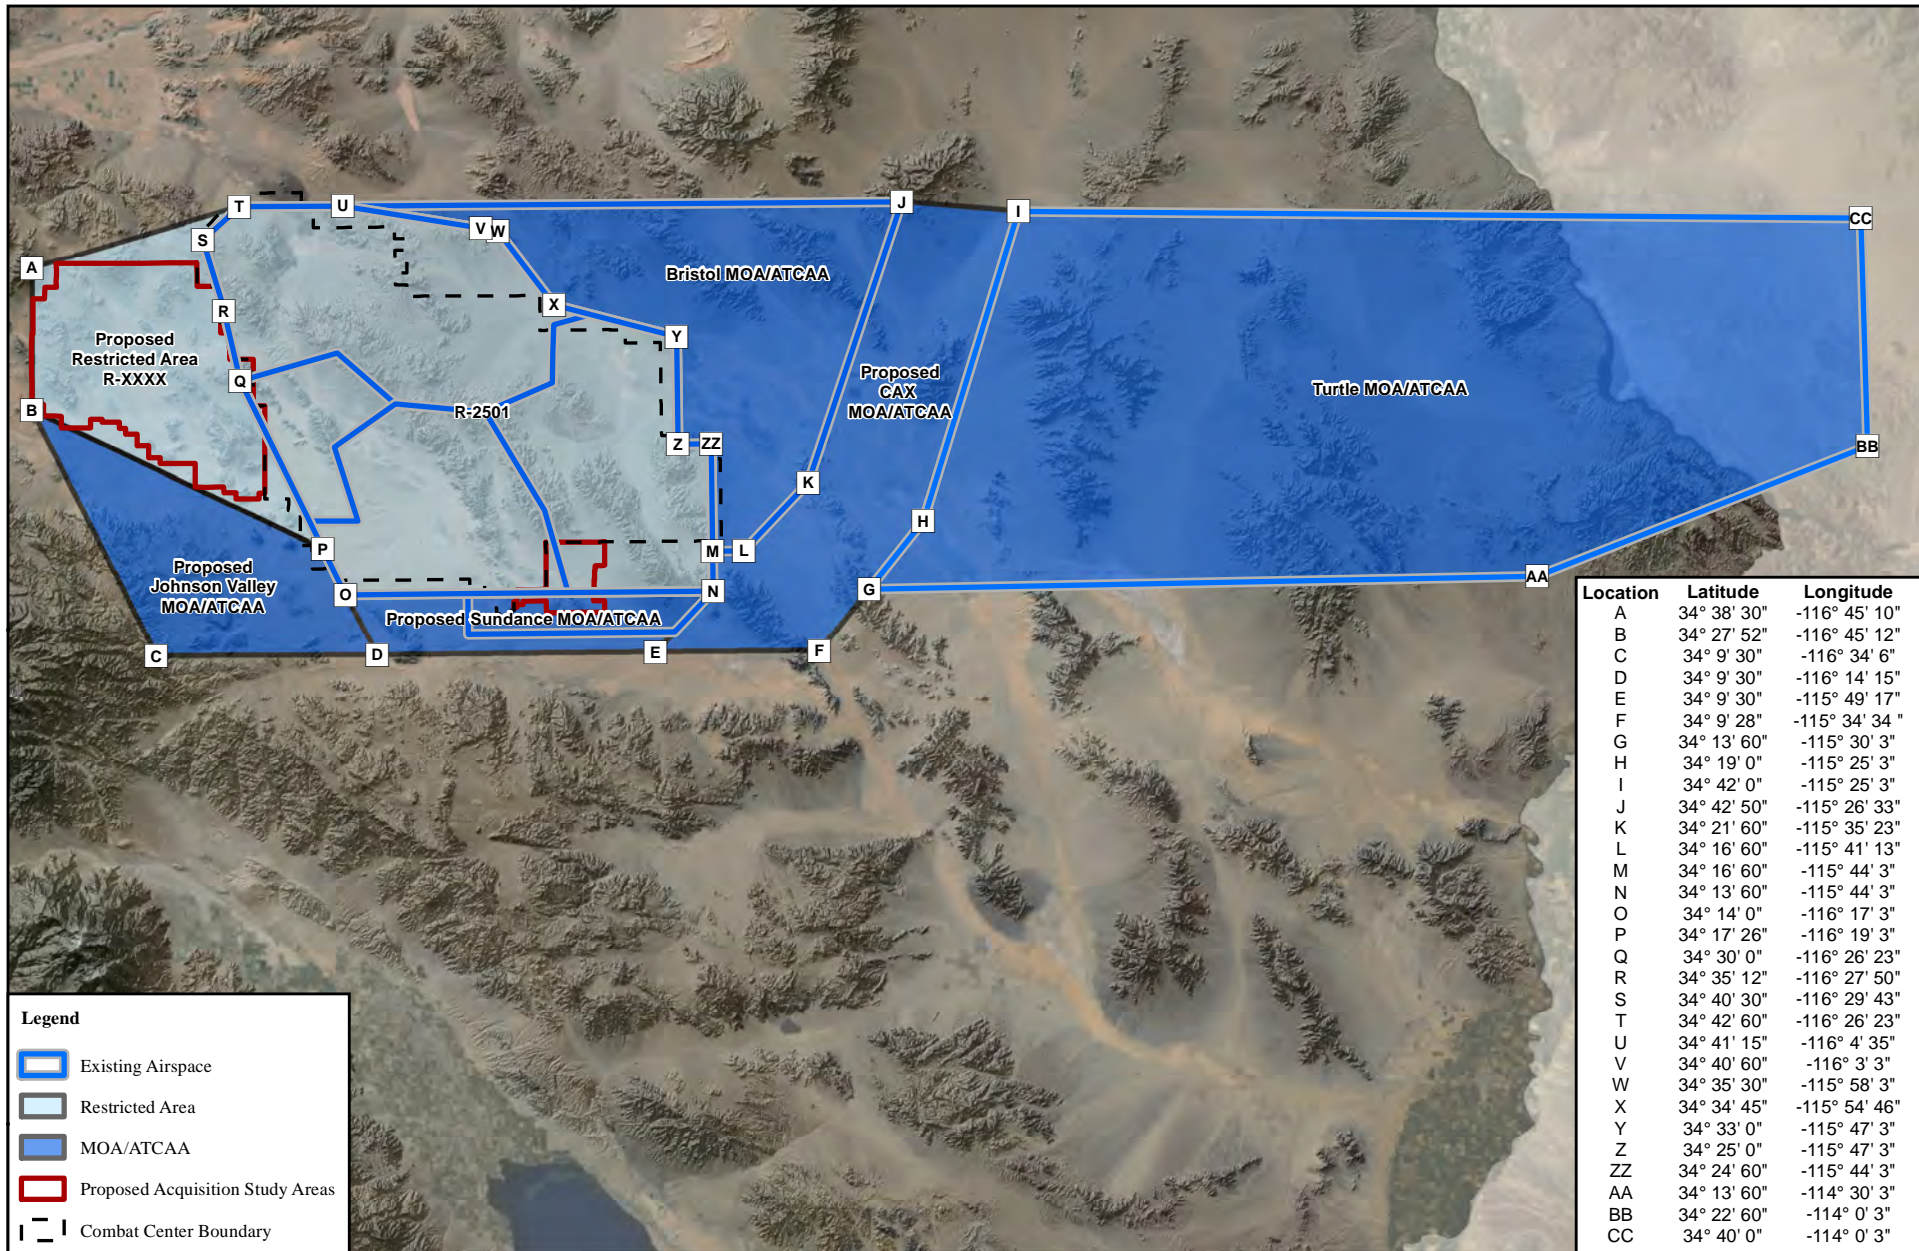 T
U
J
I
CC
S
V
W
A
Bristol MOA/ATCAA
X
R
Y
Proposed
Restricted Area
R-XXXX
Proposed
CAX
MOA/ATCAA
Turtle MOA/ATCAA
Q
B
R-2501
Z
ZZ
BB
K
H
P
M
L
Proposed
Johnson Valley
MOA/ATCAA
AA
O
N
G
Proposed Sundance MOA/ATCAA
C
D
E
F
Location Latitude Longitude
A 34° 38' 30" -116° 45' 10"
B 34° 27' 52" -116° 45' 12"
C 34° 9' 30" -116° 34' 6"
D 34° 9' 30" -116° 14' 15"
E 34° 9' 30" -115° 49' 17"
F 34° 9' 28" -115° 34' 34 "
G 34° 13' 60" -115° 30' 3"
H 34° 19' 0" -115° 25' 3"
I 34° 42' 0" -115° 25' 3"
J 34° 42' 50" -115° 26' 33"
K 34° 21' 60" -115° 35' 23"
L 34° 16' 60" -115° 41' 13"
M 34° 16' 60" -115° 44' 3"
N 34° 13' 60" -115° 44' 3"
O 34° 14' 0" -116° 17' 3"
P 34° 17' 26" -116° 19' 3"
Q 34° 30' 0" -116° 26' 23"
R 34° 35' 12" -116° 27' 50"
S 34° 40' 30" -116° 29' 43"
T 34° 42' 60" -116° 26' 23"
U 34° 41' 15" -116° 4' 35"
V 34° 40' 60" -116° 3' 3"
W 34° 35' 30" -115° 58' 3"
X 34° 34' 45" -115° 54' 46"
Y 34° 33' 0" -115° 47' 3"
Z 34° 25' 0" -115° 47' 3"
ZZ 34° 24' 60" -115° 44' 3"
AA 34° 13' 60" -114° 30' 3"
BB 34° 22' 60" -114° 0' 3"
CC 34° 40' 0" -114° 0' 3"
Legend
Existing Airspace
Restricted Area
MOA/ATCAA
Proposed Acquisition Study Areas
Combat Center Boundary